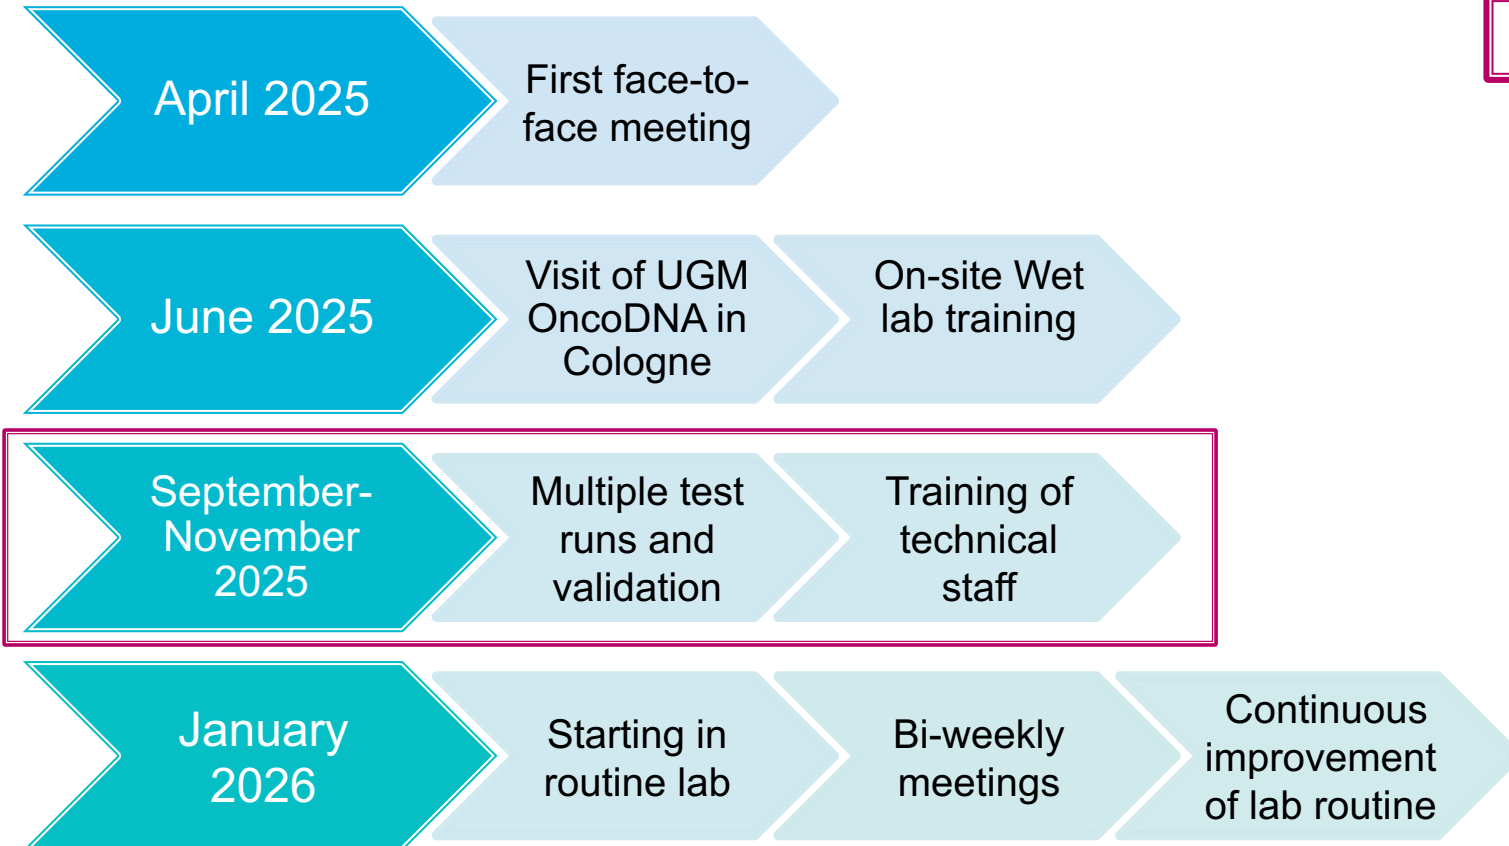 April 2025
First face-to-
face meeting
June 2025
Visit of UGM
OncoDNA in
Cologne
On-site Wet
lab training
September-
November
2025
Multiple test
runs and
validation
Training of
technical
staff
January
2026
Starting in
routine lab
Bi-weekly
meetings
Continuous
improvement
of lab routine